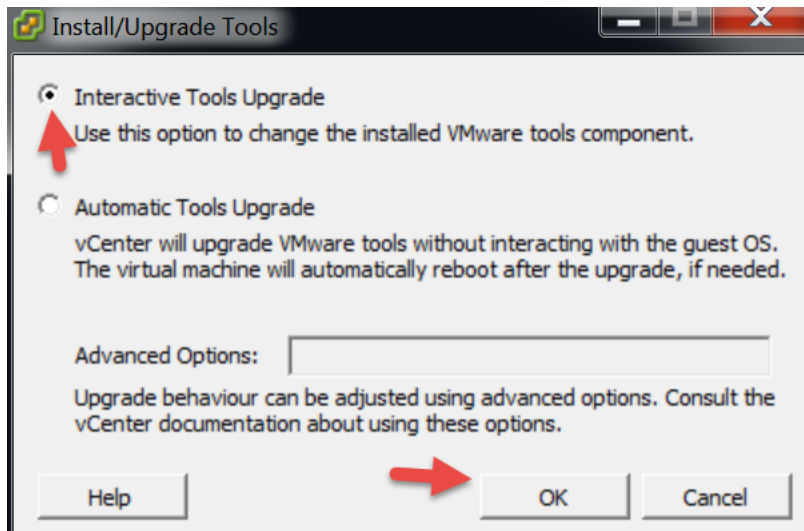 Install/Upgrade Tools
Interactive Tools Upgrade
Use this option to change the installed VMware tools component.
Automatic Tools Upgrade
vCenter will upgrade VMware tools without interacting with the guest OS.
The virtual machine will automatically reboot after the upgrade, if needed.
Advanced Options:
Upgrade behaviour can be adjusted using advanced options. Consult the
vCenter documentation about using these options.
Help OK Cancel